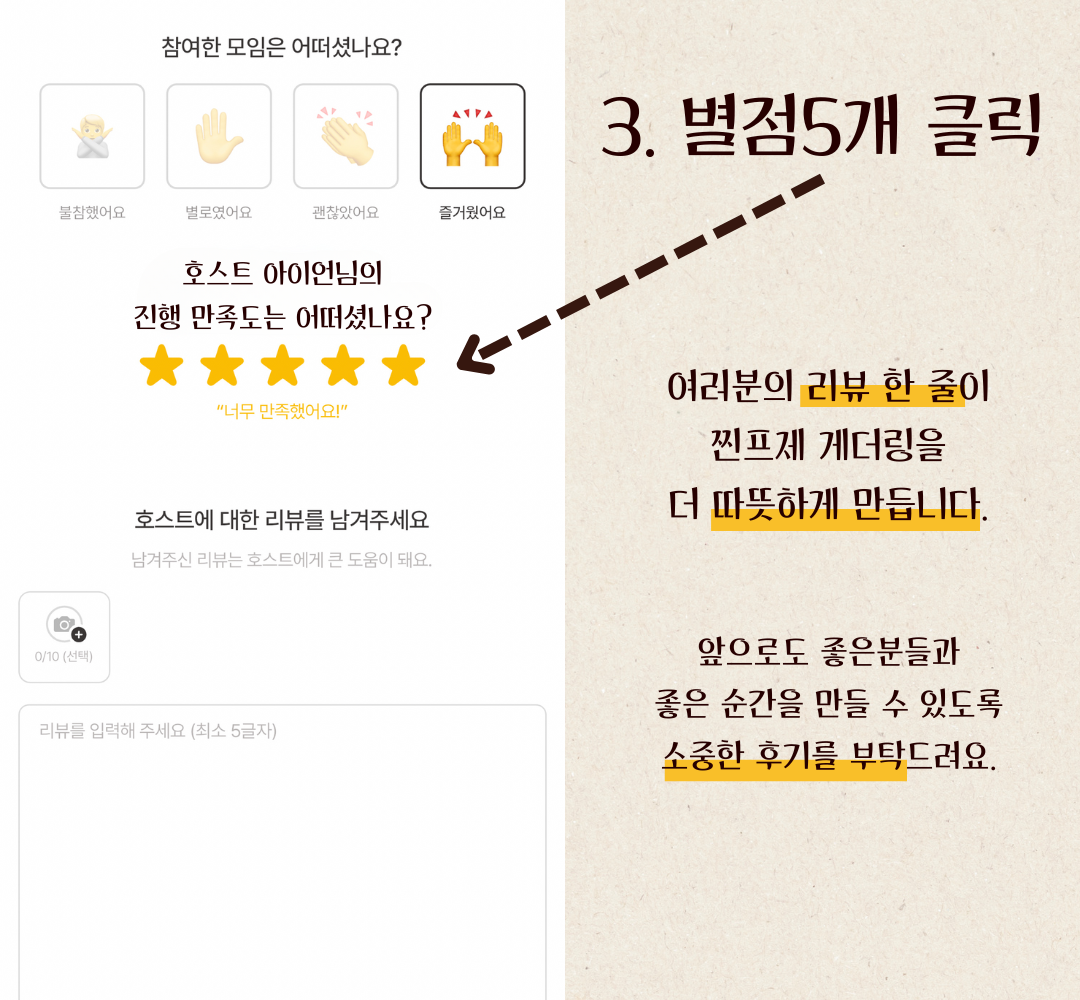 참여한 모임은 어떠셨나요?
불참했어요
별로였어요
괜찮았어요
즐거웠어요
호스트 아이언님의
진행 만족도는 어떠셨나요?
“너무 만족했어요!”
호스트에 대한 리뷰를 남겨주세요
남겨주신 리뷰는 호스트에게 큰 도움이 돼요.
0/10 (선택)
리뷰를 입력해 주세요 (최소 5글자)
3. 별점5개 클릭
여러분의 리뷰 한 줄이
찐프제 게더링을
더 따뜻하게 만듭니다.
앞으로도 좋은분들과
좋은 순간을 만들 수 있도록
소중한 후기를 부탁드려요.